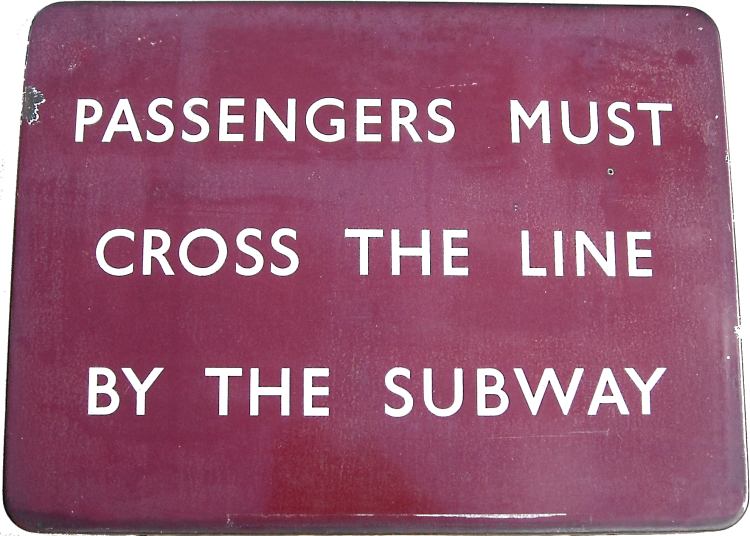 PASSENGERS MUST
CROSS THE LINE
BY THE SUBWAY